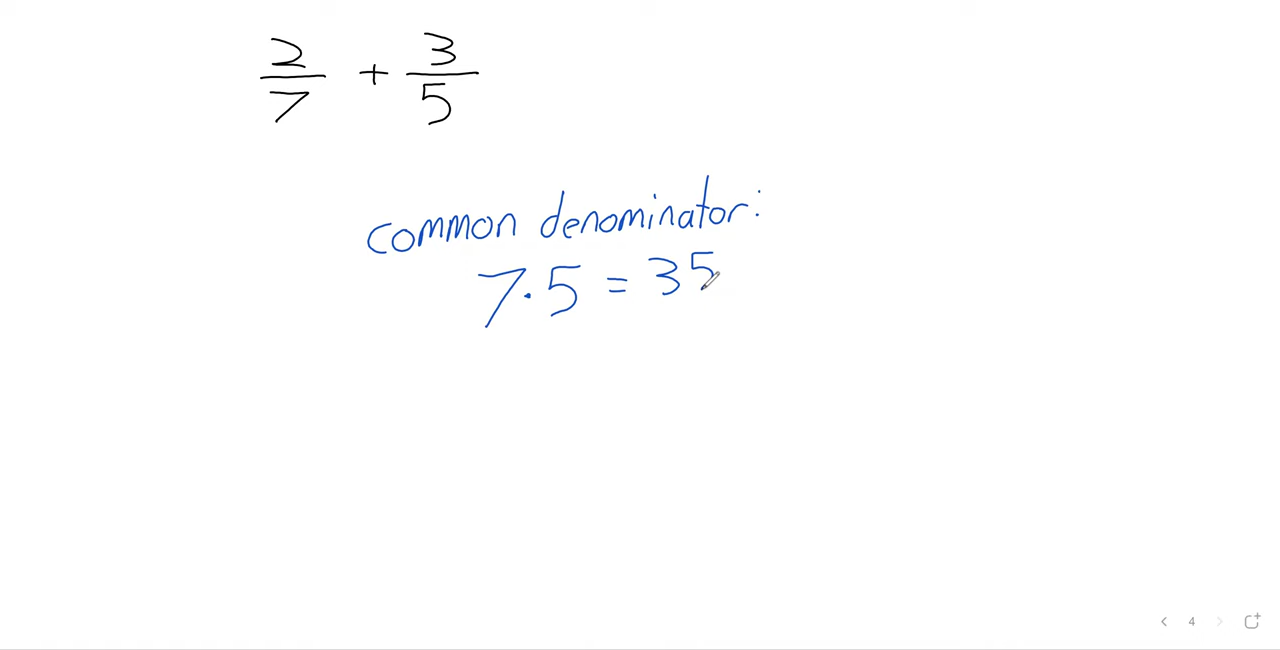 2/7 + 3/5
common denominator:
7·5 = 35
< 4 >